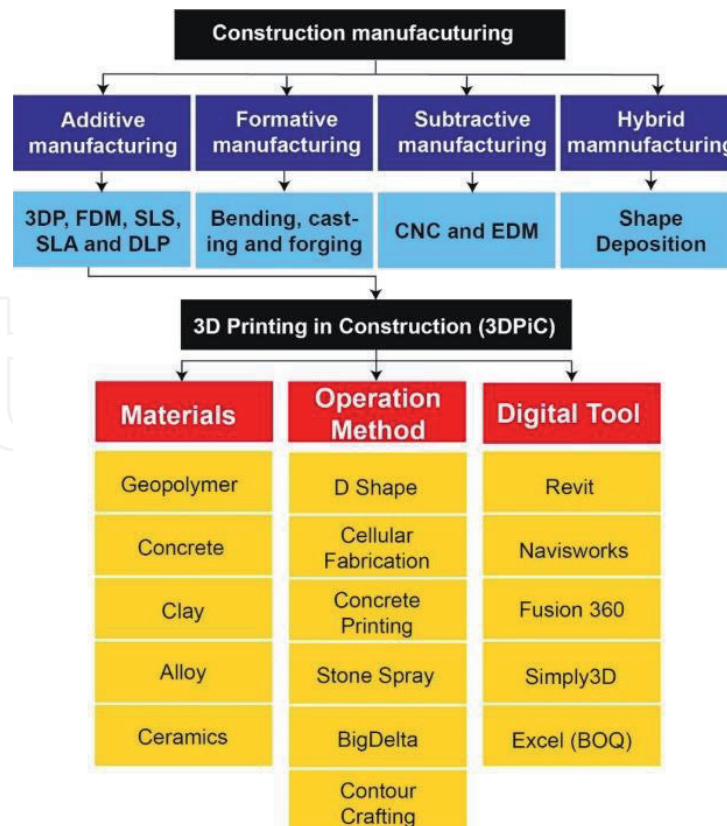 Construction manufacuturing
Additive
manufacturing
Formative
manufacturing
Subtractive
manufacturing
Hybrid
mamnufacturing
3DP, FDM, SLS,
SLA and DLP
Bending, cast-
ing and forging
CNC and EDM
Shape
Deposition
3D Printing in Construction (3DPiC)
Materials
Operation
Method
Digital Tool
Geopolymer
D Shape
Revit
Concrete
Cellular
Fabrication
Navisworks
Clay
Concrete
Printing
Fusion 360
Alloy
Stone Spray
Simply3D
Ceramics
BigDelta
Excel (BOQ)
Contour
Crafting